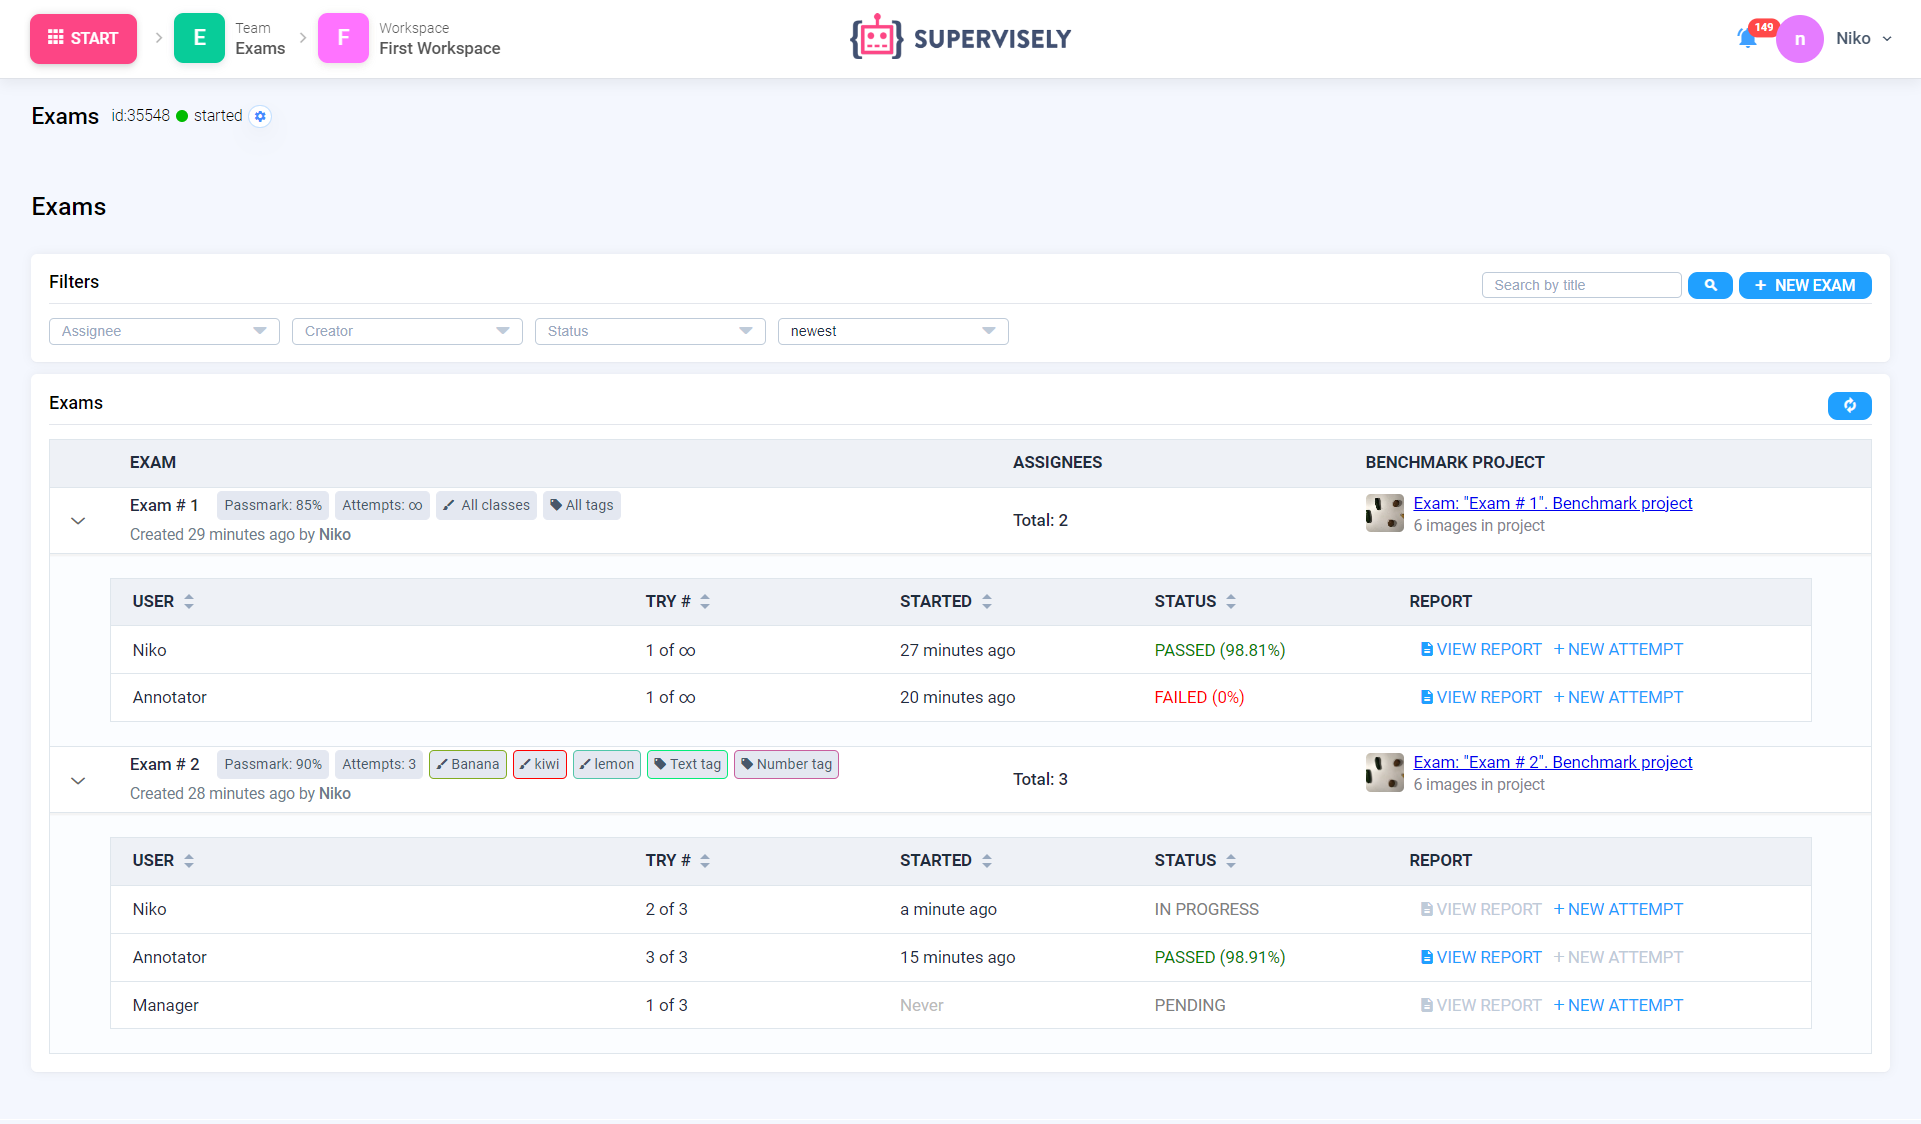 START
E
Team
Exams
F
Workspace
First Workspace
SUPERVISELY
149
n
Niko
Exams id:35548 started
Exams
Filters
Search by title
+ NEW EXAM
Assignee
Creator
Status
newest
Exams
EXAM ASSIGNEES BENCHMARK PROJECT
Exam # 1 Passmark: 85% Attempts: ∞ All classes All tags
Created 29 minutes ago by Niko
Total: 2
Exam: "Exam # 1". Benchmark project
6 images in project
USER TRY # STARTED STATUS REPORT
Niko 1 of ∞ 27 minutes ago PASSED (98.81%) VIEW REPORT + NEW ATTEMPT
Annotator 1 of ∞ 20 minutes ago FAILED (0%) VIEW REPORT + NEW ATTEMPT
Exam # 2 Passmark: 90% Attempts: 3 Banana kiwi lemon Text tag Number tag
Created 28 minutes ago by Niko
Total: 3
Exam: "Exam # 2". Benchmark project
6 images in project
USER TRY # STARTED STATUS REPORT
Niko 2 of 3 a minute ago IN PROGRESS VIEW REPORT + NEW ATTEMPT
Annotator 3 of 3 15 minutes ago PASSED (98.91%) VIEW REPORT + NEW ATTEMPT
Manager 1 of 3 Never PENDING VIEW REPORT + NEW ATTEMPT